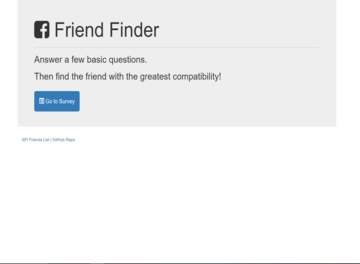 Friend Finder
Answer a few basic questions.
Then find the friend with the greatest compatibility!
Go to Survey
API Friends List | GitHub Repo